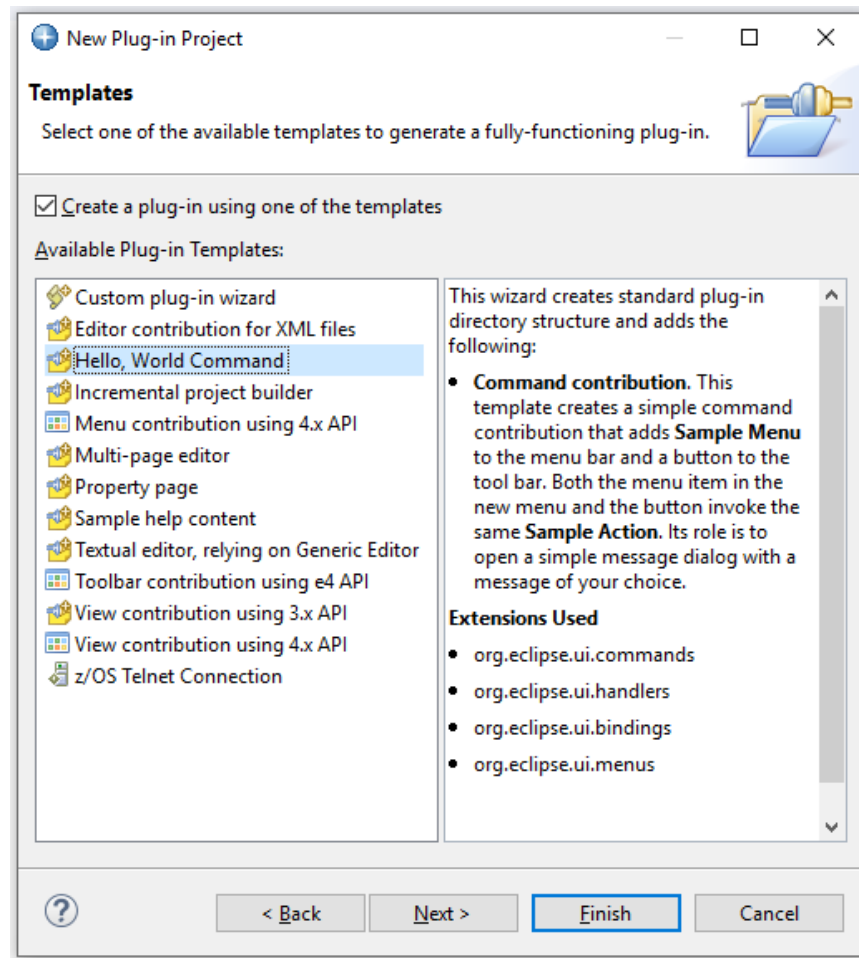 New Plug-in Project
Templates
Select one of the available templates to generate a fully-functioning plug-in.
Create a plug-in using one of the templates
Available Plug-in Templates:
Custom plug-in wizard
Editor contribution for XML files
Hello, World Command
Incremental project builder
Menu contribution using 4.x API
Multi-page editor
Property page
Sample help content
Textual editor, relying on Generic Editor
Toolbar contribution using e4 API
View contribution using 3.x API
View contribution using 4.x API
z/OS Telnet Connection
This wizard creates standard plug-in
directory structure and adds the
following:
• Command contribution. This
template creates a simple command
contribution that adds Sample Menu
to the menu bar and a button to the
tool bar. Both the menu item in the
new menu and the button invoke the
same Sample Action. Its role is to
open a simple message dialog with a
message of your choice.
Extensions Used
• org.eclipse.ui.commands
• org.eclipse.ui.handlers
• org.eclipse.ui.bindings
• org.eclipse.ui.menus
?
< Back
Next >
Finish
Cancel